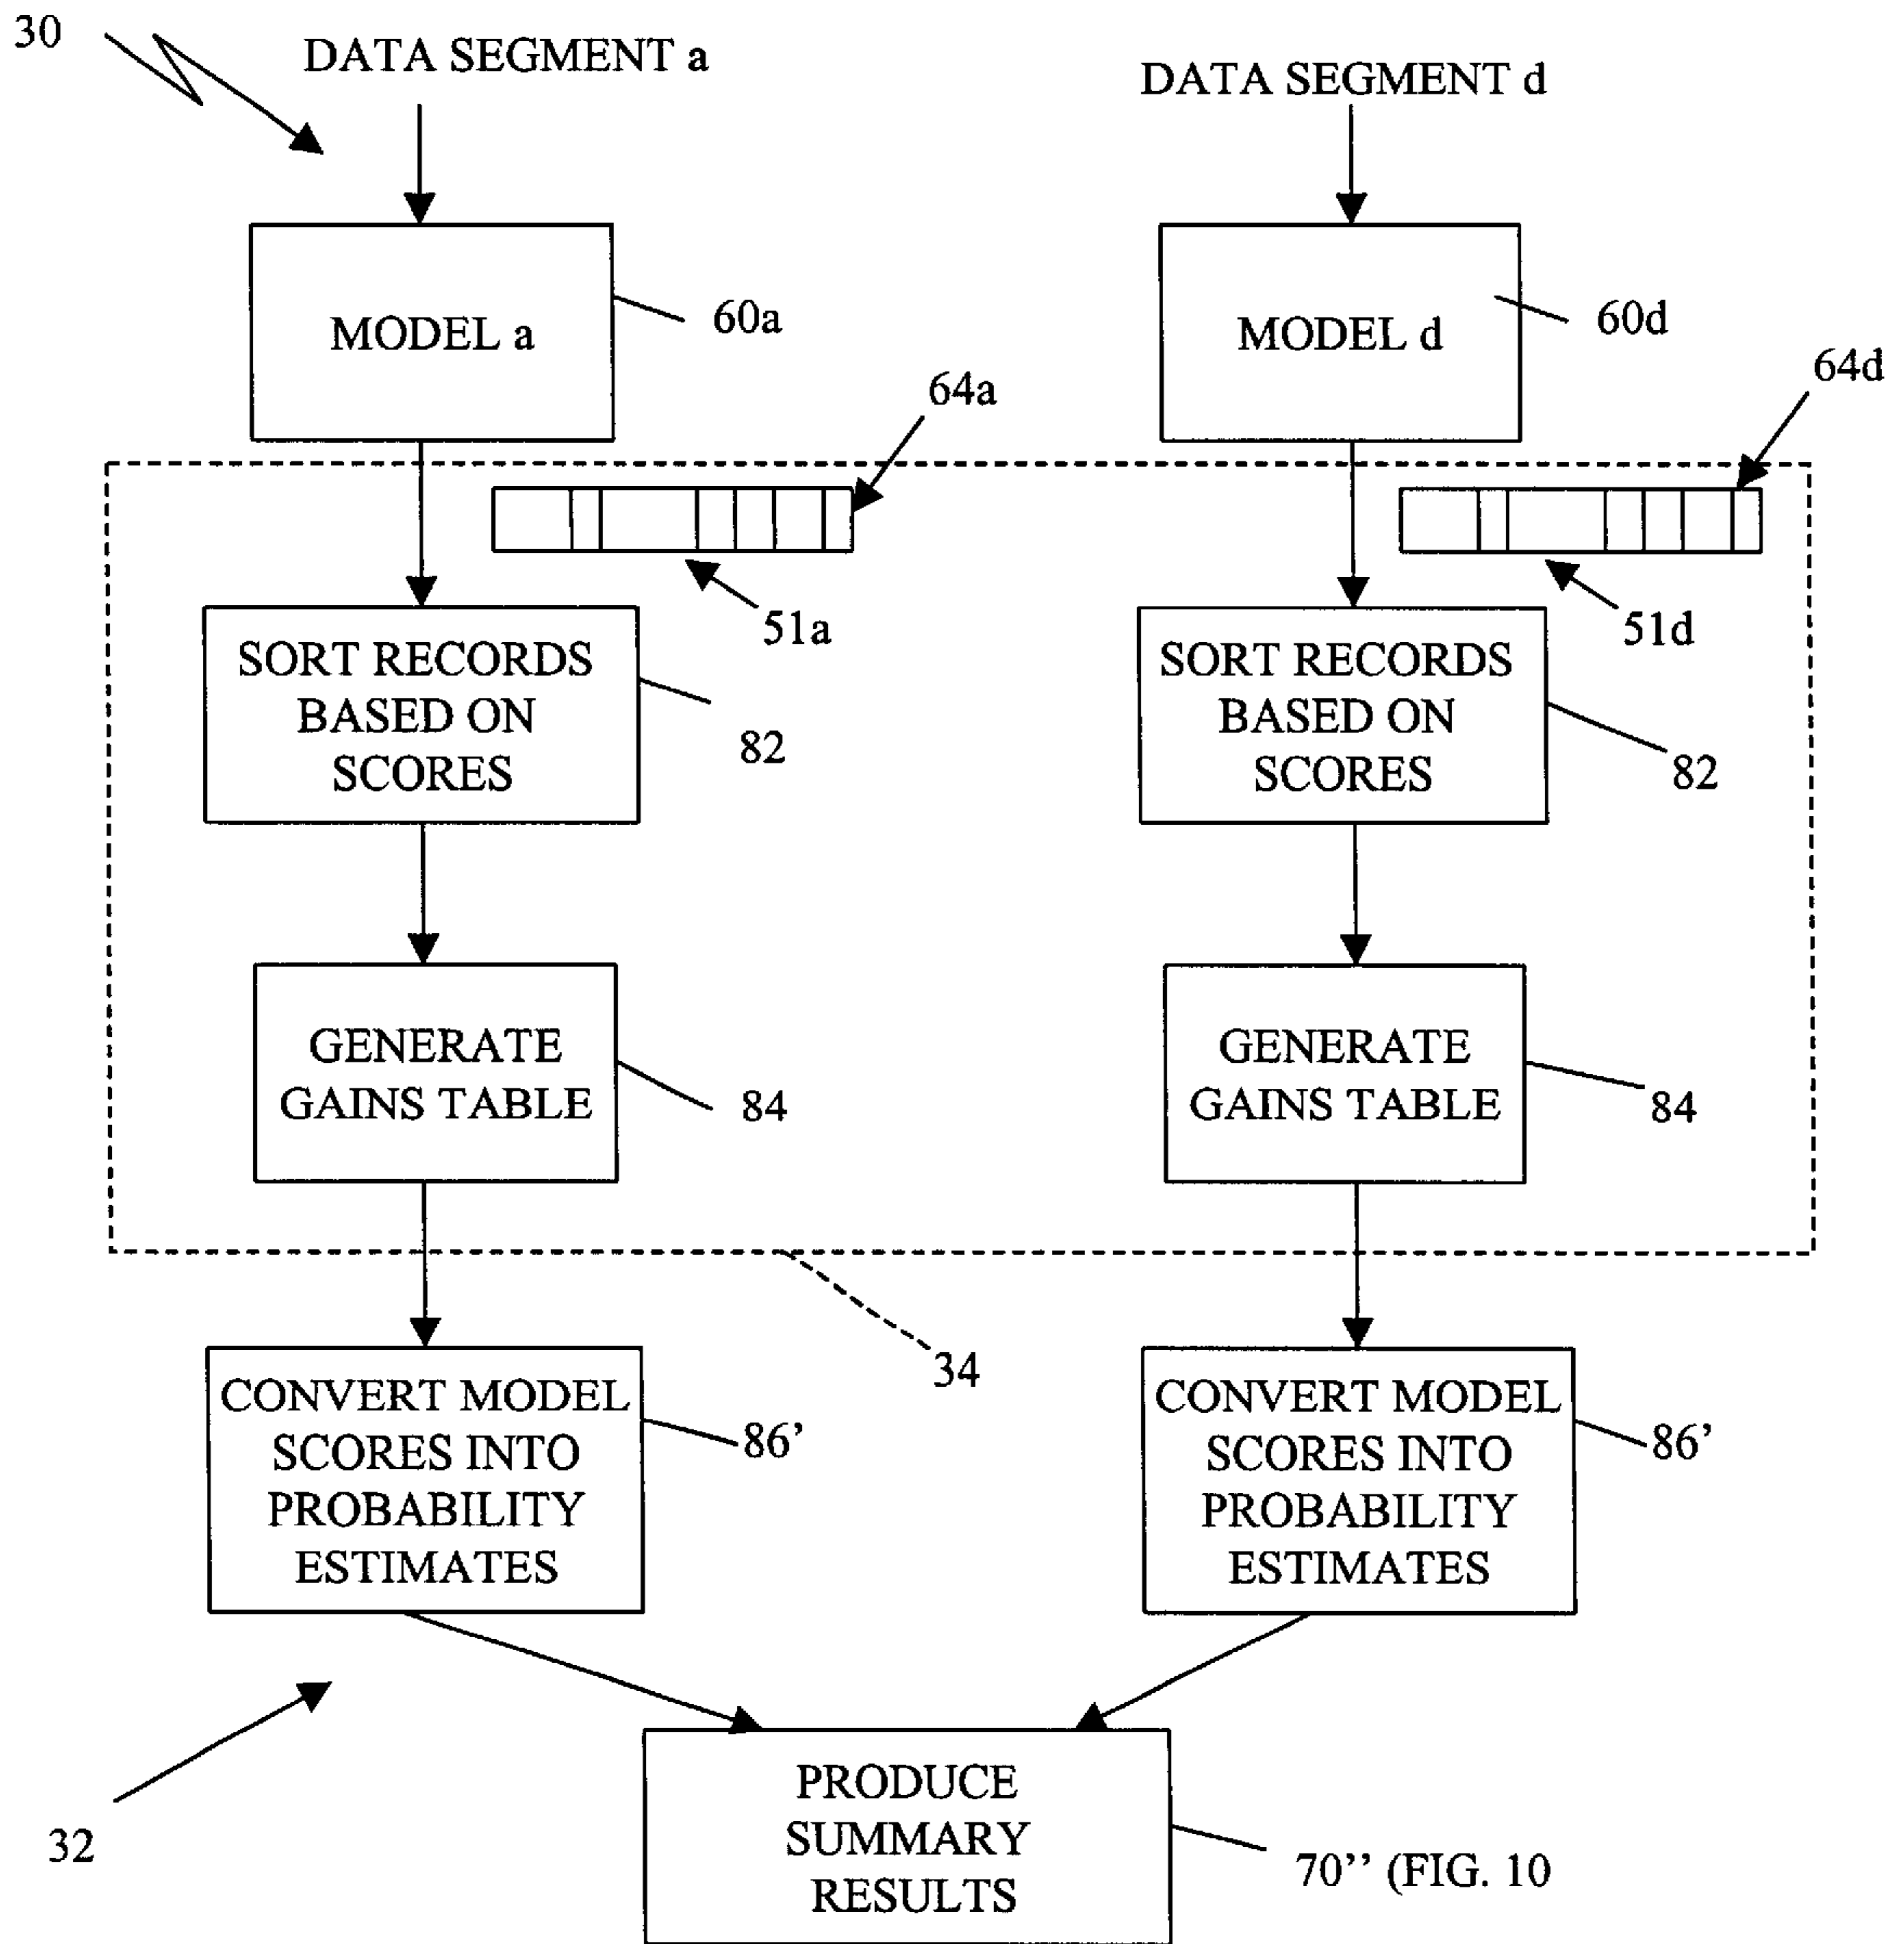 30
DATA SEGMENT a
DATA SEGMENT d
MODEL a
60a
MODEL d
60d
64a
64d
51a
51d
SORT RECORDS
BASED ON
SCORES
82
SORT RECORDS
BASED ON
SCORES
82
GENERATE
GAINS TABLE
84
GENERATE
GAINS TABLE
84
34
CONVERT MODEL
SCORES INTO
PROBABILITY
ESTIMATES
86’
CONVERT MODEL
SCORES INTO
PROBABILITY
ESTIMATES
86’
32
PRODUCE
SUMMARY
RESULTS
70’’ (FIG. 10